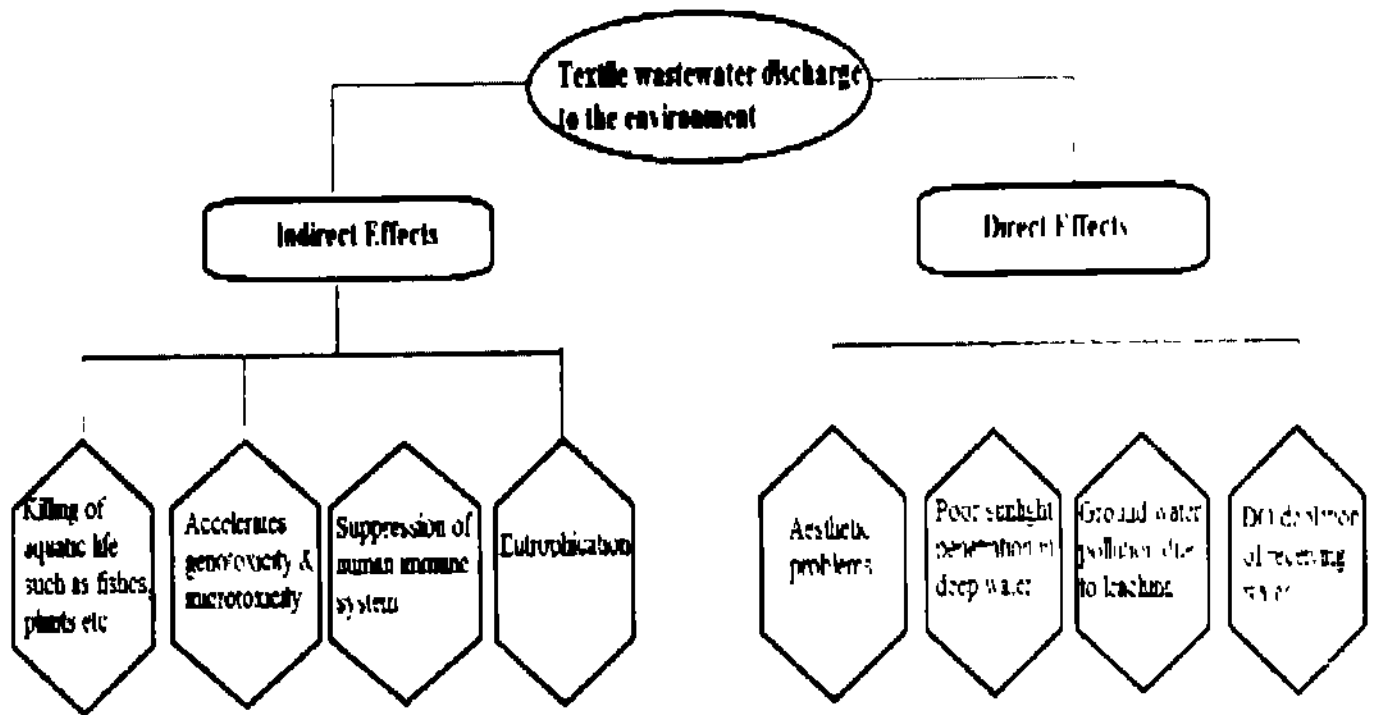 Textile wastewater discharge
to the environment
Indirect Effects
Direct Effects
Killing of
aquatic life
such as fishes,
plants etc
Accelerates
genotoxicity &
microtoxicity
Suppression of
human immune
system
Eutrophication
Aesthetic
problems
Poor sunlight
penetration in
deep water
Ground water
pollution due
to leaching
DO depletion
of receiving
water